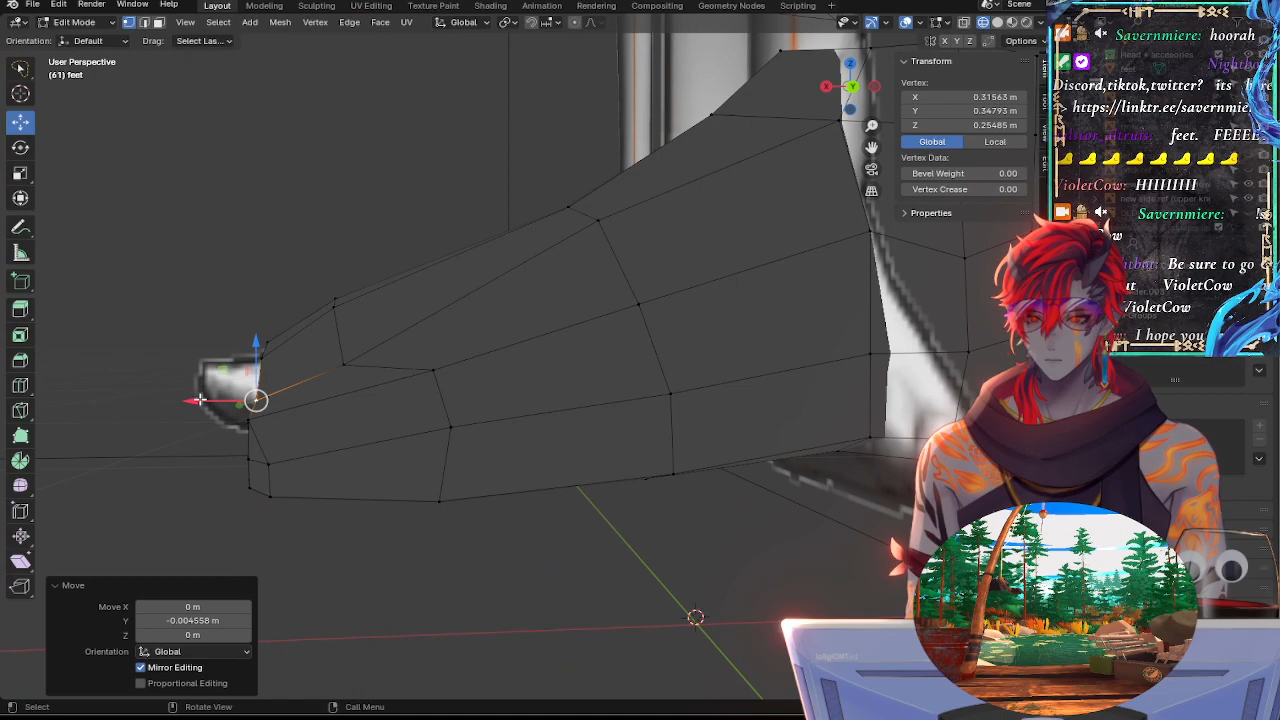 File Edit Render Window Help Layout Modeling Sculpting UV Editing Texture Paint Shading Animation Rendering Compositing Geometry Nodes Scripting + Scene
Edit Mode View Select Add Mesh Vertex Edge Face UV Global
Orientation: Default Drag: Select Las... X Y Z Options
User Perspective
(61) feet
Transform
Vertex:
X 0.31563 m
Y 0.34793 m
Z 0.25485 m
Global Local
Vertex Data:
Bevel Weight 0.00
Vertex Crease 0.00
Properties
Z
X Y
Savernmiere: hoorah
Discord,tiktok,twitter? its here
> https://linktr.ee/savernmie.
feet. FEEEE
VioletCow: HIIIIIII
Savernmiere:
Be sure to go
VioletCow
VioletCow
I hope you
Move
Move X 0 m
Y -0.004558 m
Z 0 m
Orientation Global
Mirror Editing
Proportional Editing
Select Rotate View Call Menu